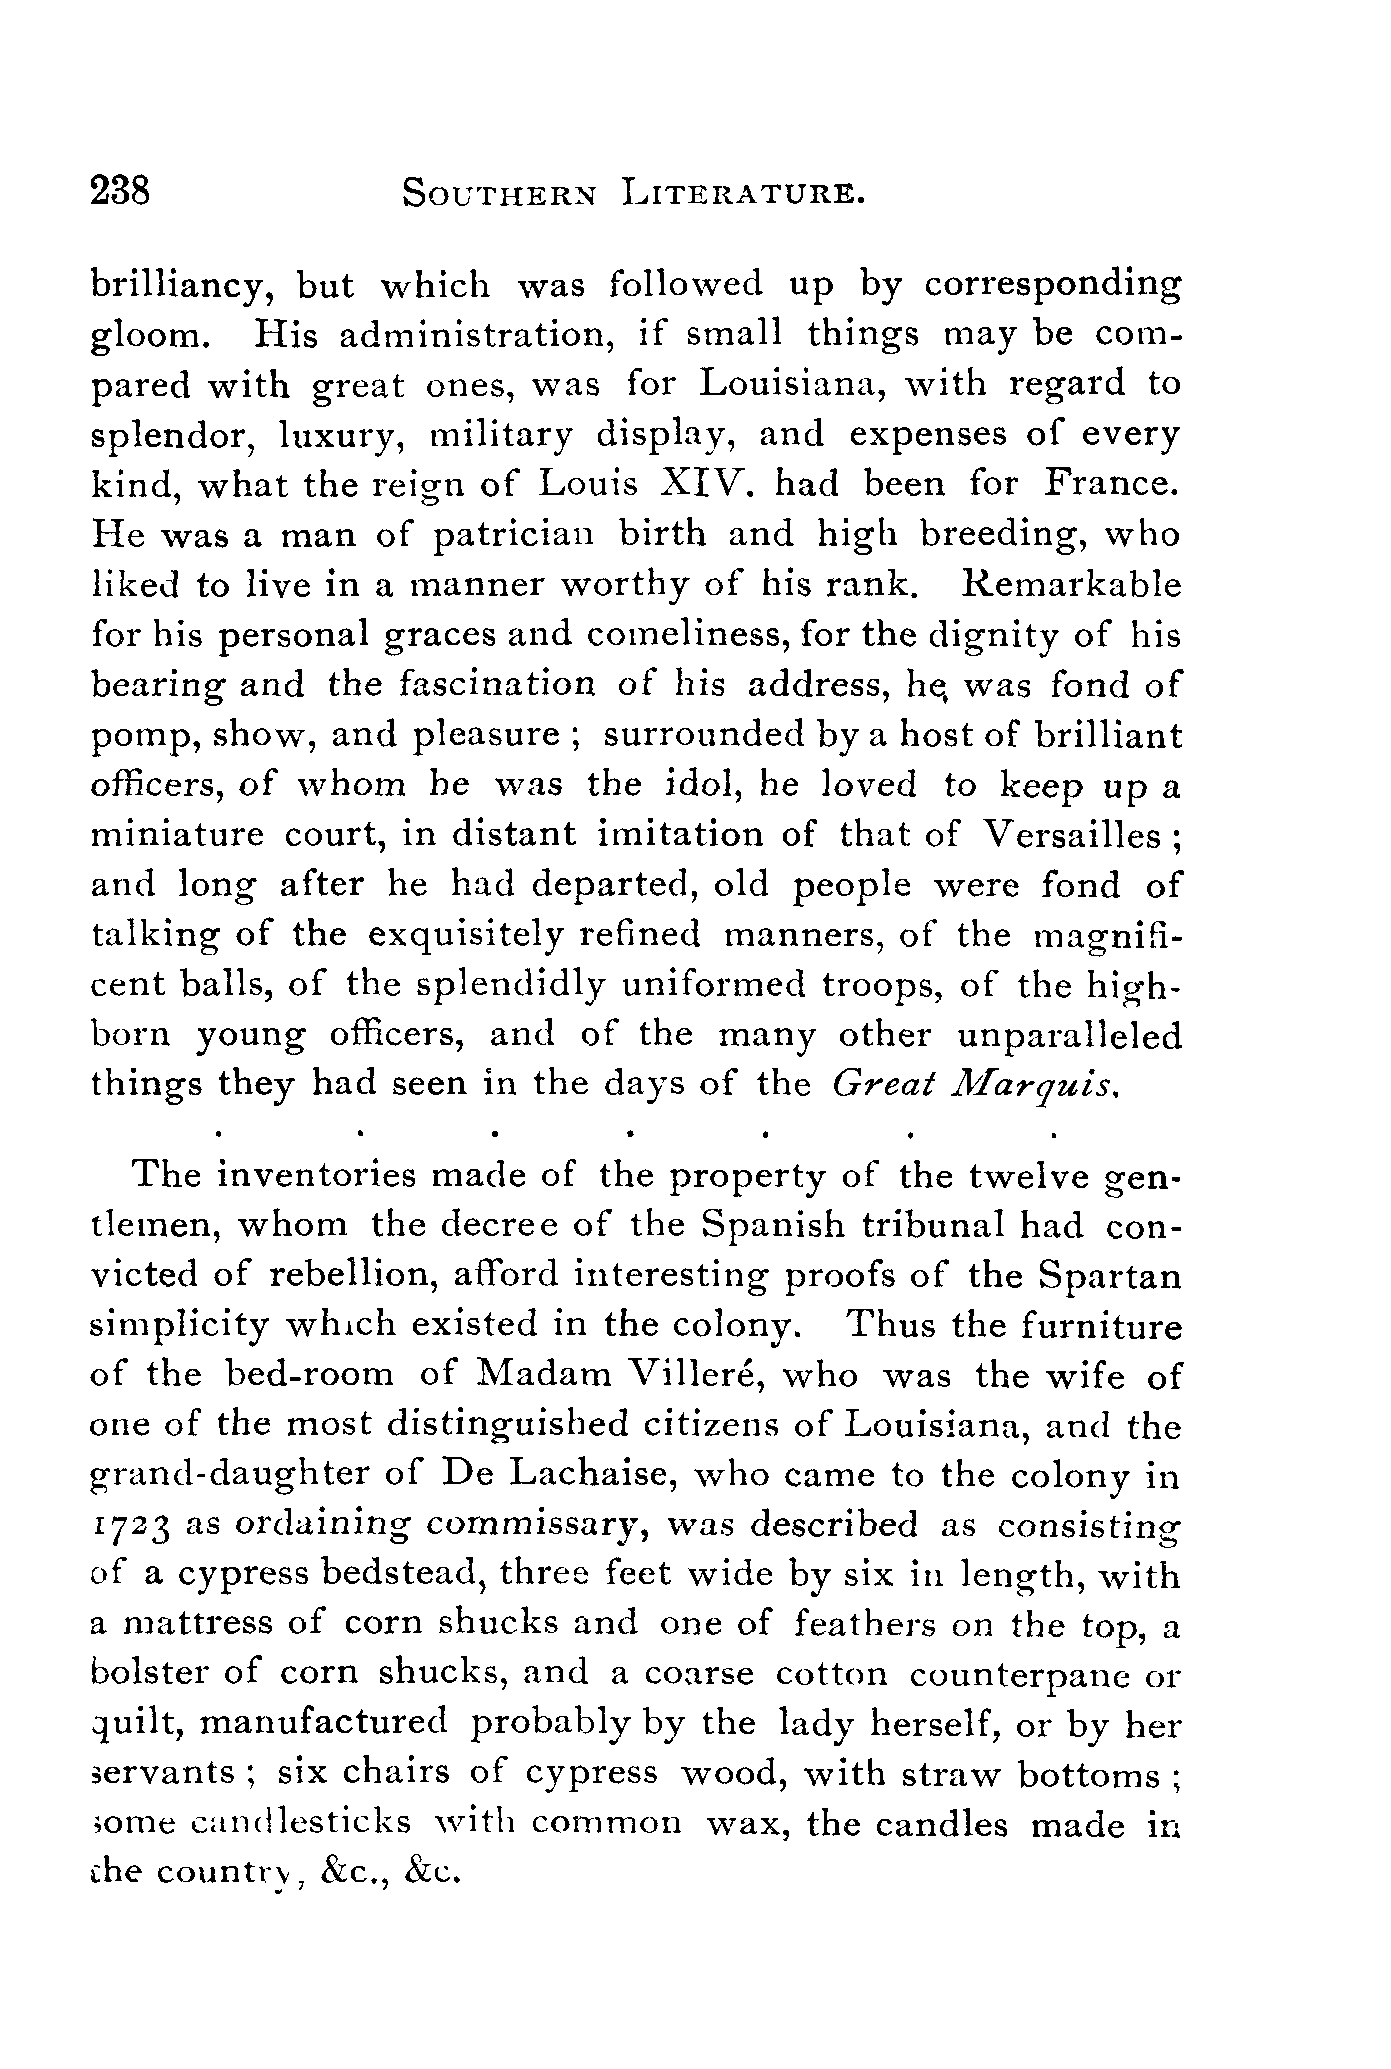 238 SOUTHERN LITERATURE.
brilliancy, but which was followed up by corresponding
gloom. His administration, if small things may be com-
pared with great ones, was for Louisiana, with regard to
splendor, luxury, military display, and expenses of every
kind, what the reign of Louis XIV. had been for France.
He was a man of patrician birth and high breeding, who
liked to live in a manner worthy of his rank. Remarkable
for his personal graces and comeliness, for the dignity of his
bearing and the fascination of his address, he was fond of
pomp, show, and pleasure ; surrounded by a host of brilliant
officers, of whom he was the idol, he loved to keep up a
miniature court, in distant imitation of that of Versailles ;
and long after he had departed, old people were fond of
talking of the exquisitely refined manners, of the magnifi-
cent balls, of the splendidly uniformed troops, of the high-
born young officers, and of the many other unparalleled
things they had seen in the days of the Great Marquis.
. . . . . . .
The inventories made of the property of the twelve gen-
tlemen, whom the decree of the Spanish tribunal had con-
victed of rebellion, afford interesting proofs of the Spartan
simplicity which existed in the colony. Thus the furniture
of the bed-room of Madam Villeré, who was the wife of
one of the most distinguished citizens of Louisiana, and the
grand-daughter of De Lachaise, who came to the colony in
1723 as ordaining commissary, was described as consisting
of a cypress bedstead, three feet wide by six in length, with
a mattress of corn shucks and one of feathers on the top, a
bolster of corn shucks, and a coarse cotton counterpane or
quilt, manufactured probably by the lady herself, or by her
servants ; six chairs of cypress wood, with straw bottoms ;
some candlesticks with common wax, the candles made in
the country, &c., &c.